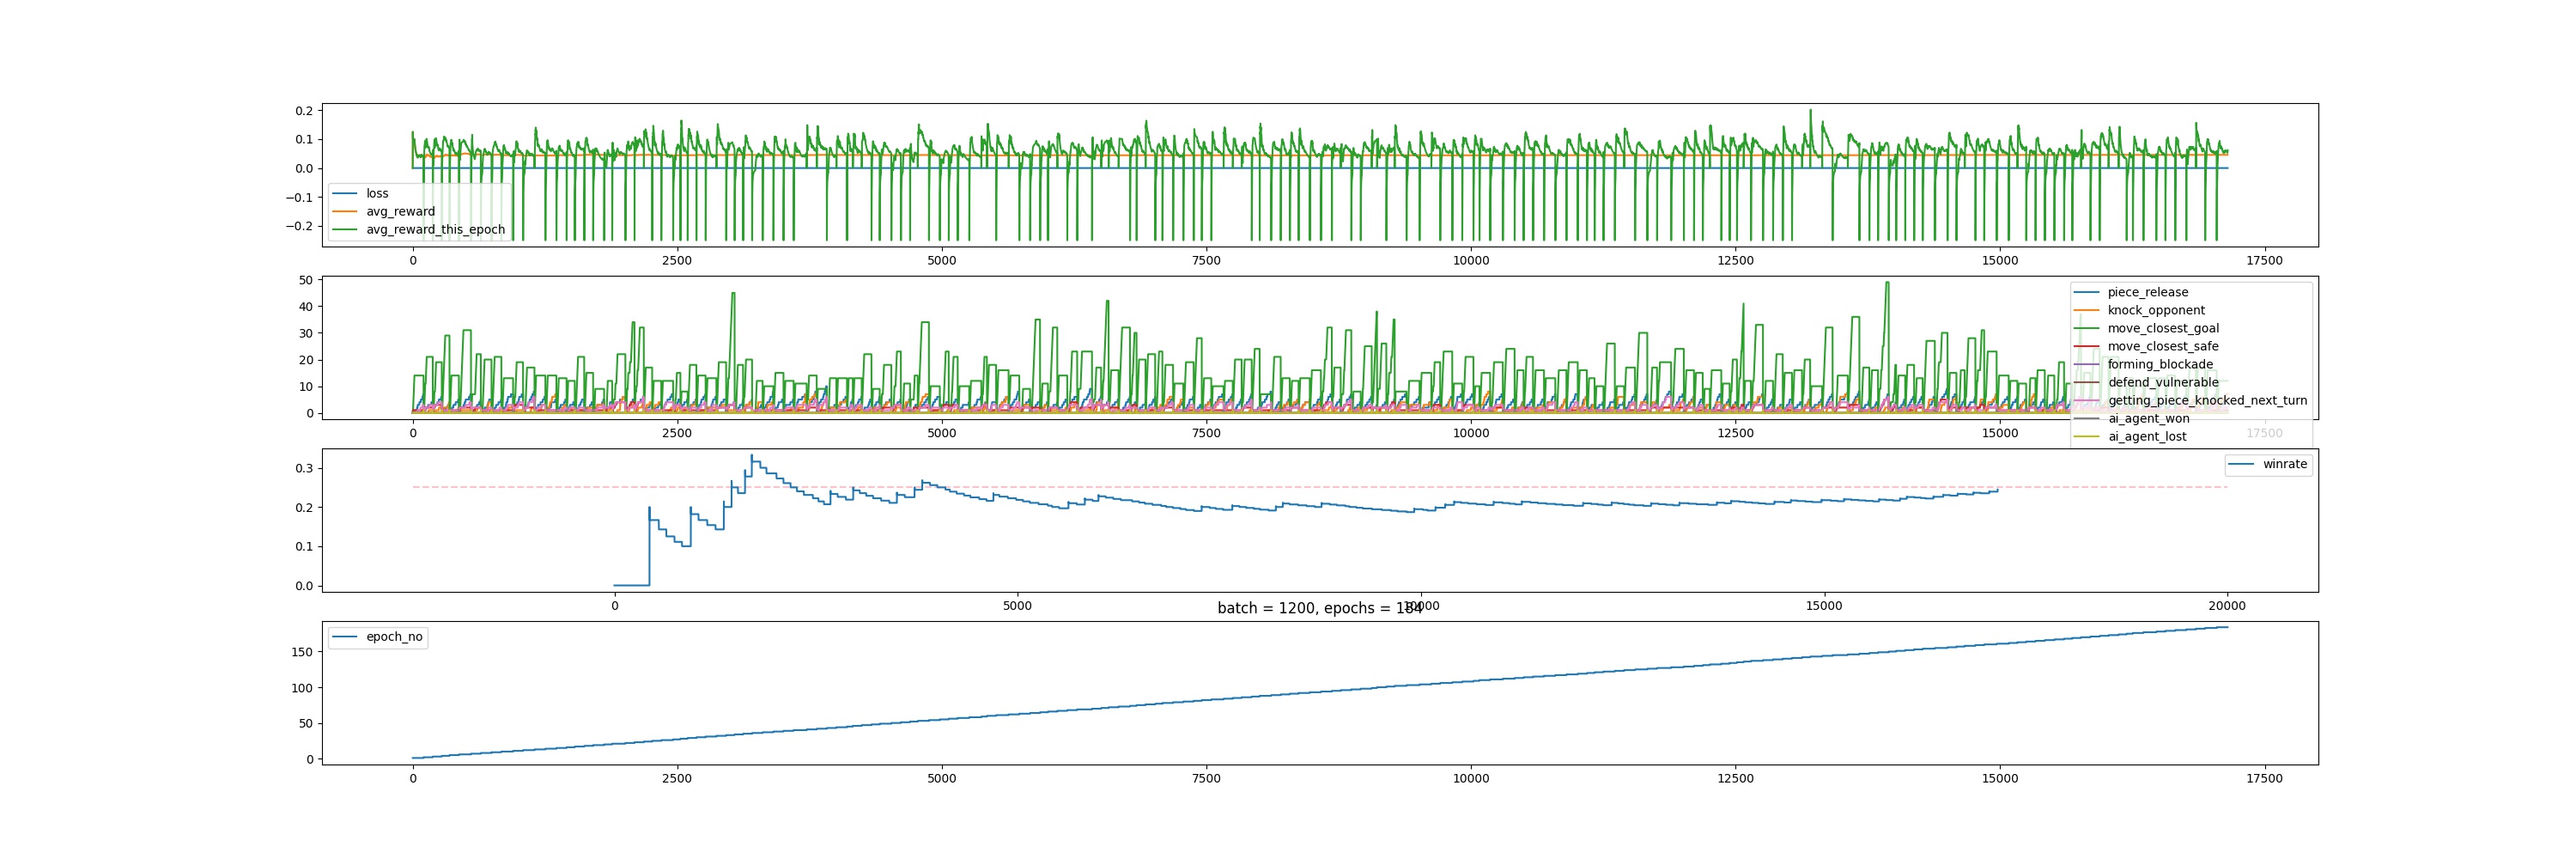 0.2
0.1
0.0
−0.1
−0.2
loss
avg_reward
avg_reward_this_epoch
0 2500 5000 7500 10000 12500 15000 17500
50
40
30
20
10
0
piece_release
knock_opponent
move_closest_goal
move_closest_safe
forming_blockade
defend_vulnerable
getting_piece_knocked_next_turn
ai_agent_won
ai_agent_lost
0 2500 5000 7500 10000 12500 15000 17500
0.3
0.2
0.1
0.0
winrate
0 5000 10000 15000 20000
batch = 1200, epochs = 184
epoch_no
150
100
50
0
0 2500 5000 7500 10000 12500 15000 17500